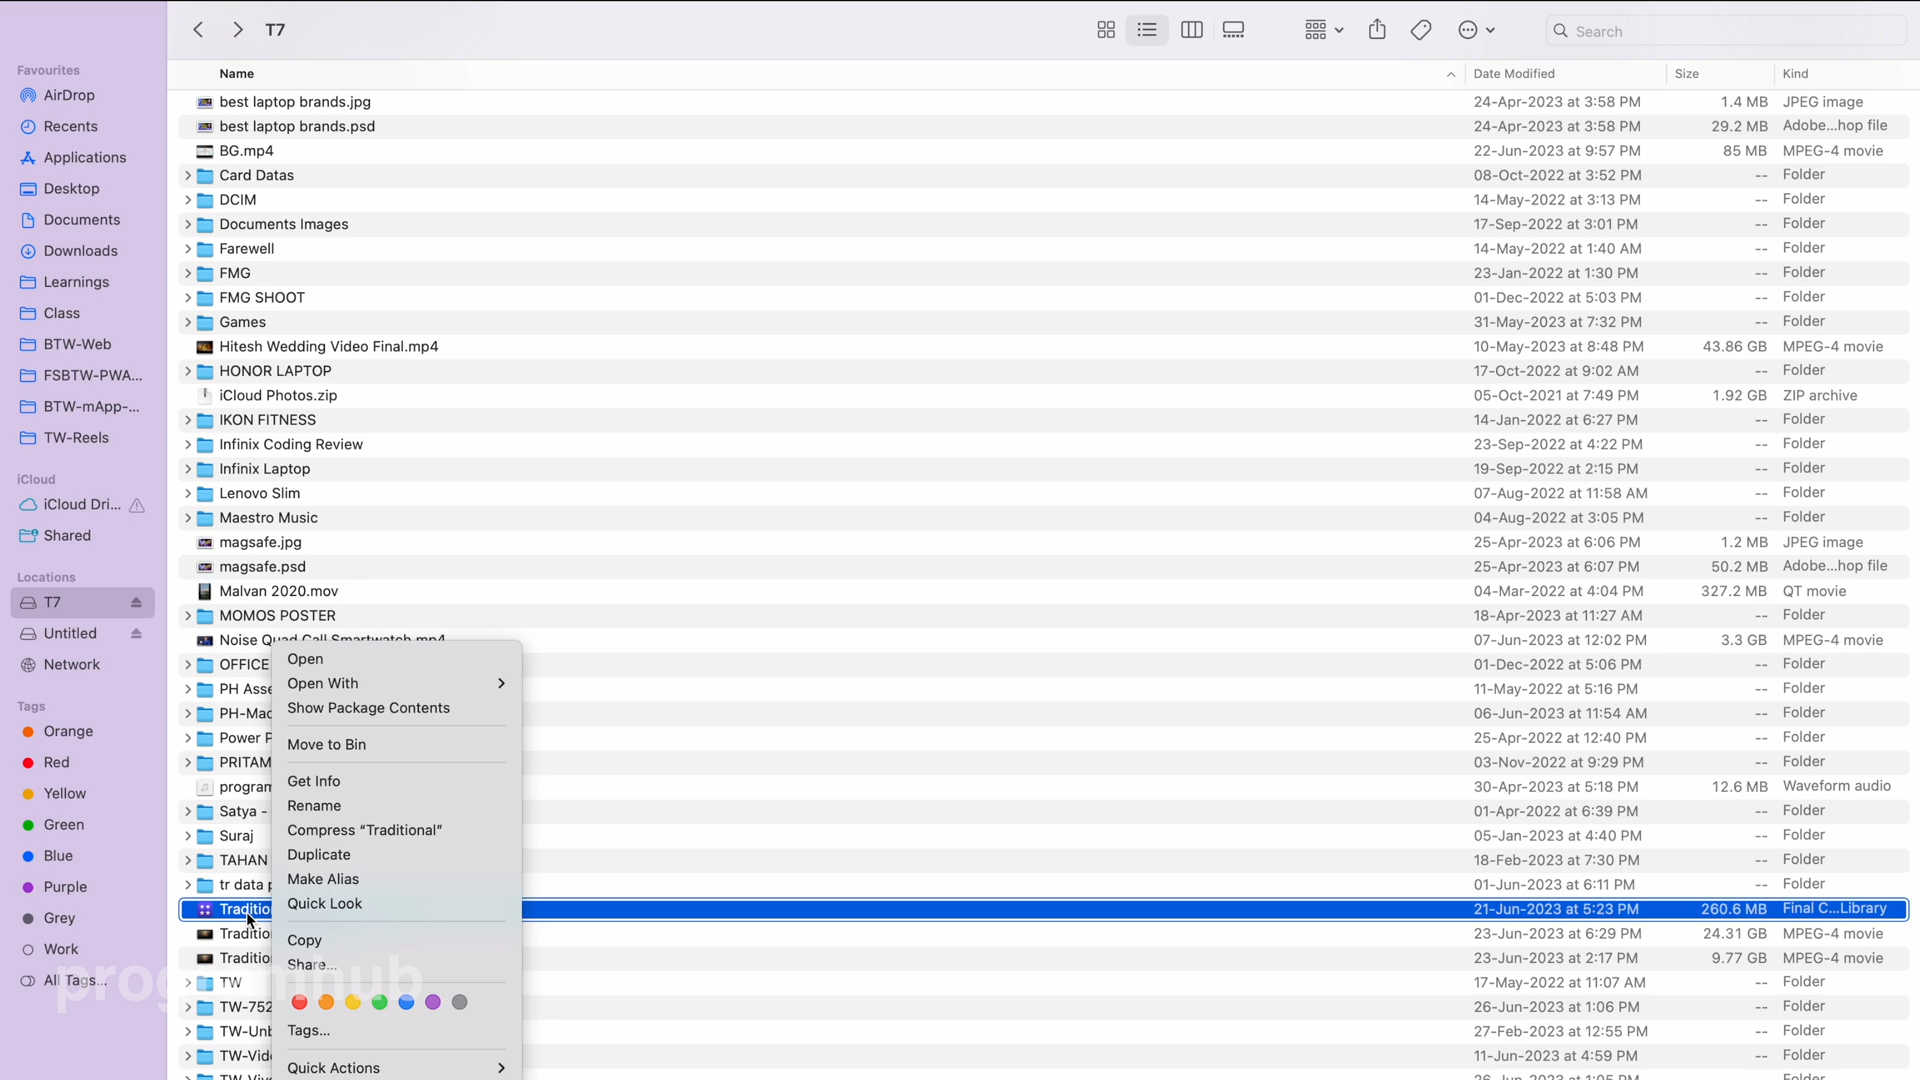 T7
Search
Favourites
AirDrop
Recents
Applications
Desktop
Documents
Downloads
Learnings
Class
BTW-Web
FSBTW-PWA...
BTW-mApp-...
TW-Reels
iCloud
iCloud Dri...
Shared
Locations
T7
Untitled
Network
Tags
Orange
Red
Yellow
Green
Blue
Purple
Grey
Work
All Tags...
Name Date Modified Size Kind
best laptop brands.jpg 24-Apr-2023 at 3:58 PM 1.4 MB JPEG image
best laptop brands.psd 24-Apr-2023 at 3:58 PM 29.2 MB Adobe...hop file
BG.mp4 22-Jun-2023 at 9:57 PM 85 MB MPEG-4 movie
Card Datas 08-Oct-2022 at 3:52 PM -- Folder
DCIM 14-May-2022 at 3:13 PM -- Folder
Documents Images 17-Sep-2022 at 3:01 PM -- Folder
Farewell 14-May-2022 at 1:40 AM -- Folder
FMG 23-Jan-2022 at 1:30 PM -- Folder
FMG SHOOT 01-Dec-2022 at 5:03 PM -- Folder
Games 31-May-2023 at 7:32 PM -- Folder
Hitesh Wedding Video Final.mp4 10-May-2023 at 8:48 PM 43.86 GB MPEG-4 movie
HONOR LAPTOP 17-Oct-2022 at 9:02 AM -- Folder
iCloud Photos.zip 05-Oct-2021 at 7:49 PM 1.92 GB ZIP archive
IKON FITNESS 14-Jan-2022 at 6:27 PM -- Folder
Infinix Coding Review 23-Sep-2022 at 4:22 PM -- Folder
Infinix Laptop 19-Sep-2022 at 2:15 PM -- Folder
Lenovo Slim 07-Aug-2022 at 11:58 AM -- Folder
Maestro Music 04-Aug-2022 at 3:05 PM -- Folder
magsafe.jpg 25-Apr-2023 at 6:06 PM 1.2 MB JPEG image
magsafe.psd 25-Apr-2023 at 6:07 PM 50.2 MB Adobe...hop file
Malvan 2020.mov 04-Mar-2022 at 4:04 PM 327.2 MB QT movie
MOMOS POSTER 18-Apr-2023 at 11:27 AM -- Folder
Noise Quad Call Smartwatch.mp4 07-Jun-2023 at 12:02 PM 3.3 GB MPEG-4 movie
OFFICE 01-Dec-2022 at 5:06 PM -- Folder
PH Asse 11-May-2022 at 5:16 PM -- Folder
PH-Mac 06-Jun-2023 at 11:54 AM -- Folder
Power P 25-Apr-2022 at 12:40 PM -- Folder
PRITAM 03-Nov-2022 at 9:29 PM -- Folder
program 30-Apr-2023 at 5:18 PM 12.6 MB Waveform audio
Satya - 01-Apr-2022 at 6:39 PM -- Folder
Suraj 05-Jan-2023 at 4:40 PM -- Folder
TAHAN 18-Feb-2023 at 7:30 PM -- Folder
tr data p 01-Jun-2023 at 6:11 PM -- Folder
Traditio 21-Jun-2023 at 5:23 PM 260.6 MB Final C...Library
Traditio 23-Jun-2023 at 6:29 PM 24.31 GB MPEG-4 movie
Traditio 23-Jun-2023 at 2:17 PM 9.77 GB MPEG-4 movie
TW 17-May-2022 at 11:07 AM -- Folder
TW-752 26-Jun-2023 at 1:06 PM -- Folder
TW-Unb 27-Feb-2023 at 12:55 PM -- Folder
TW-Vide 11-Jun-2023 at 4:59 PM -- Folder
Open
Open With
Show Package Contents
Move to Bin
Get Info
Rename
Compress “Traditional”
Duplicate
Make Alias
Quick Look
Copy
Share...
Tags...
Quick Actions
programhub